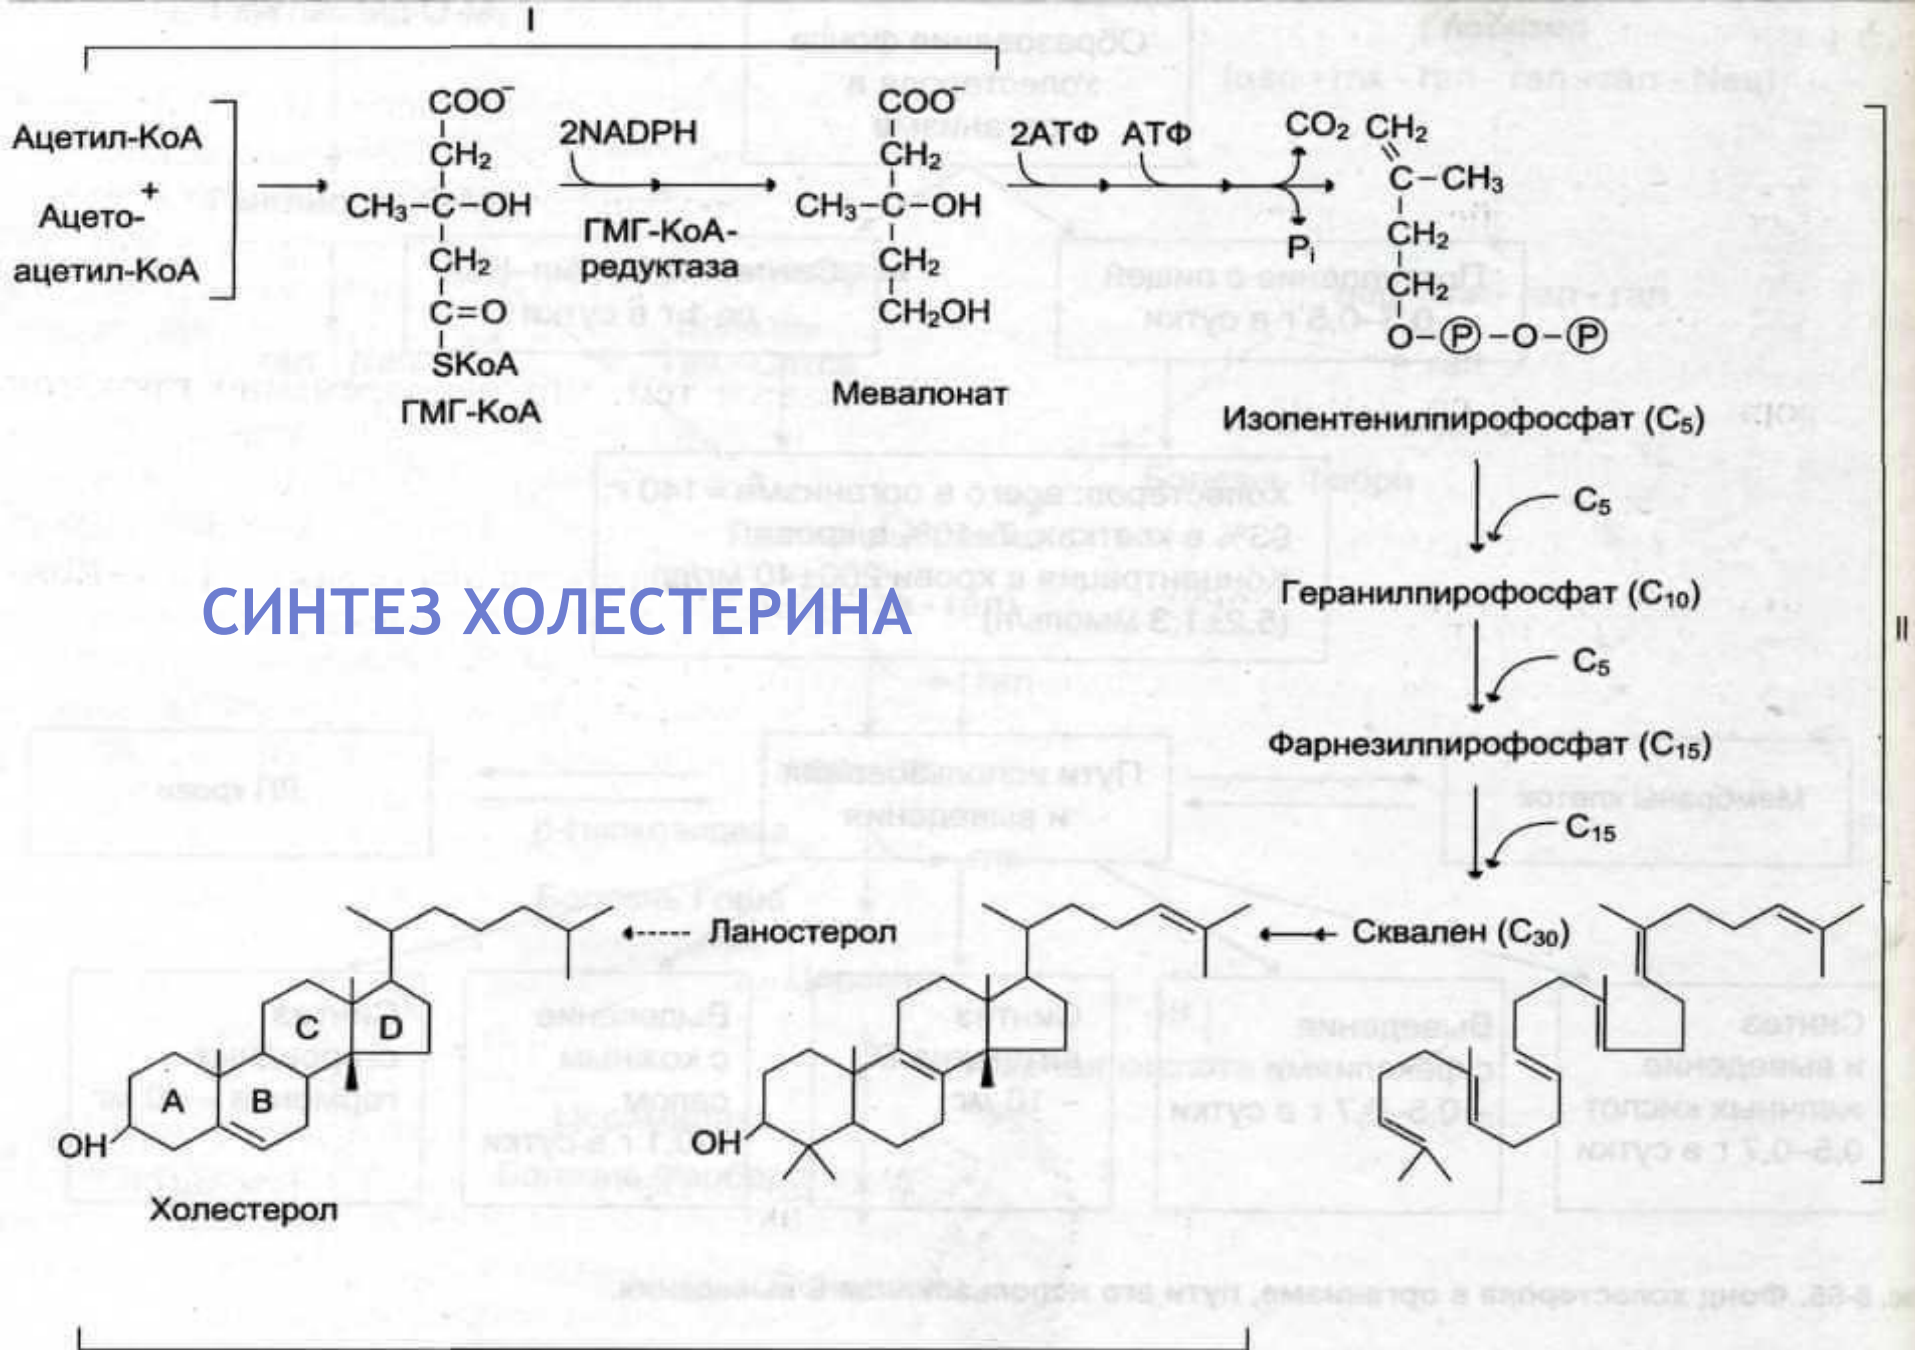 I
Ацетил-КоА
+
Ацето-
ацетил-КоА
COO⁻
CH₂
CH₃–C–OH
CH₂
C=O
SKoA
ГМГ-КоА
2NADPH
ГМГ-КоА-
редуктаза
COO⁻
CH₂
CH₃–C–OH
CH₂
CH₂OH
Мевалонат
2АТФ АТФ
CO₂
Pᵢ
CH₂
C–CH₃
CH₂
CH₂
O–(P)–O–(P)
Изопентенилпирофосфат (C₅)
C₅
Геранилпирофосфат (C₁₀)
C₅
Фарнезилпирофосфат (C₁₅)
C₁₅
Сквален (C₃₀)
II
СИНТЕЗ ХОЛЕСТЕРИНА
Ланостерол
OH
C D
A B
OH
Холестерол